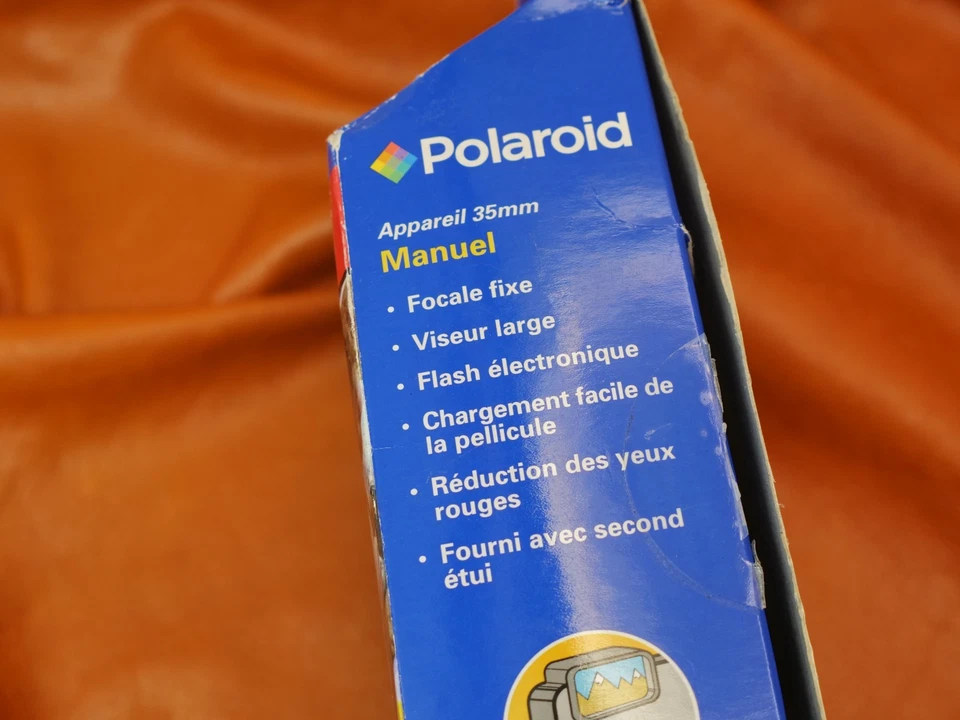 Polaroid
Appareil 35mm
Manuel
• Focale fixe
• Viseur large
• Flash électronique
• Chargement facile de
la pellicule
• Réduction des yeux
rouges
• Fourni avec second
étui